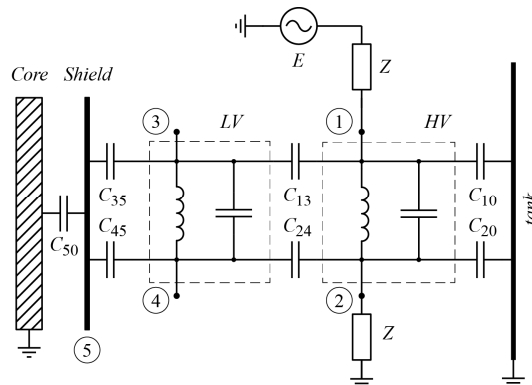 E
Z
Core Shield
3 LV 1 HV
C35 C13 C10
C45 C24 C20
C50
tank
4 2
5 Z